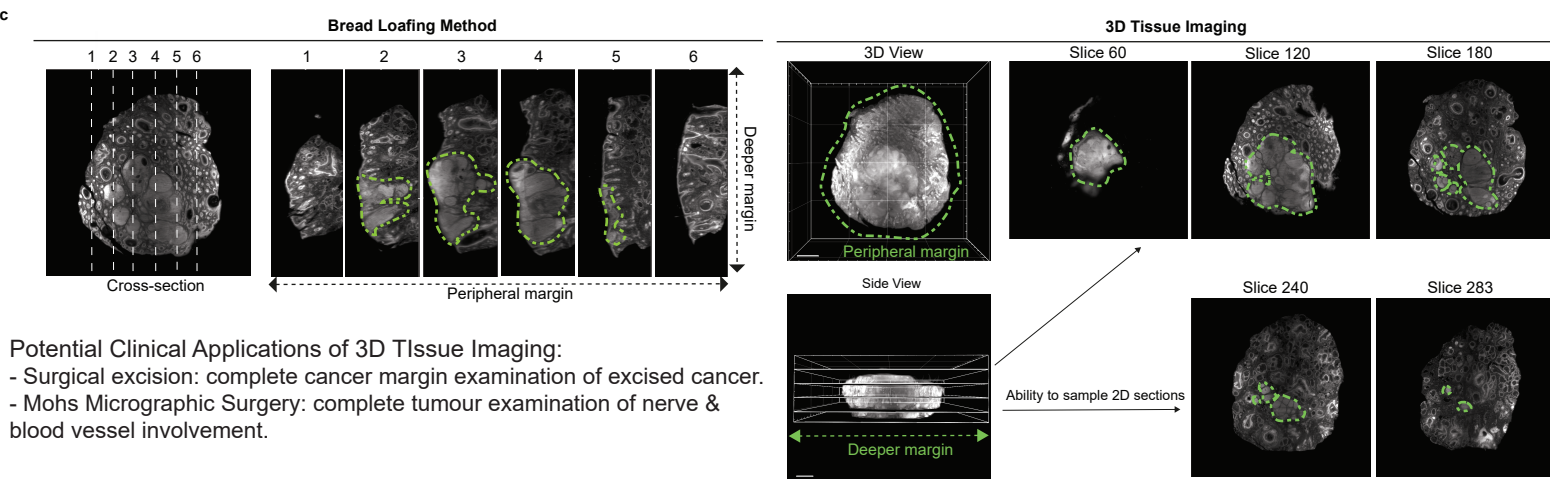 c
Bread Loafing Method
1 2 3 4 5 6
1 2 3 4 5 6
Cross-section
Peripheral margin
Deeper margin
Potential Clinical Applications of 3D TIssue Imaging:
- Surgical excision: complete cancer margin examination of excised cancer.
- Mohs Micrographic Surgery: complete tumour examination of nerve &
blood vessel involvement.
3D Tissue Imaging
3D View
Slice 60
Slice 120
Slice 180
Peripheral margin
Side View
Slice 240
Slice 283
Ability to sample 2D sections
Deeper margin